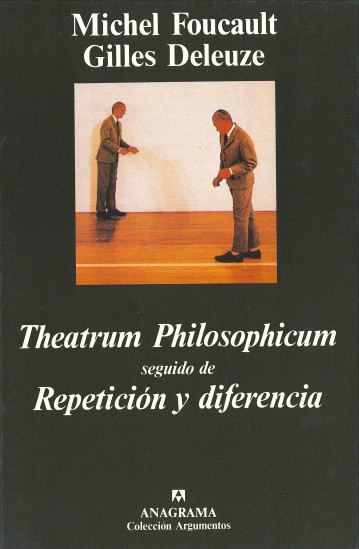 Michel Foucault
Gilles Deleuze
Theatrum Philosophicum
seguido de
Repetición y diferencia
ANAGRAMA
Colección Argumentos